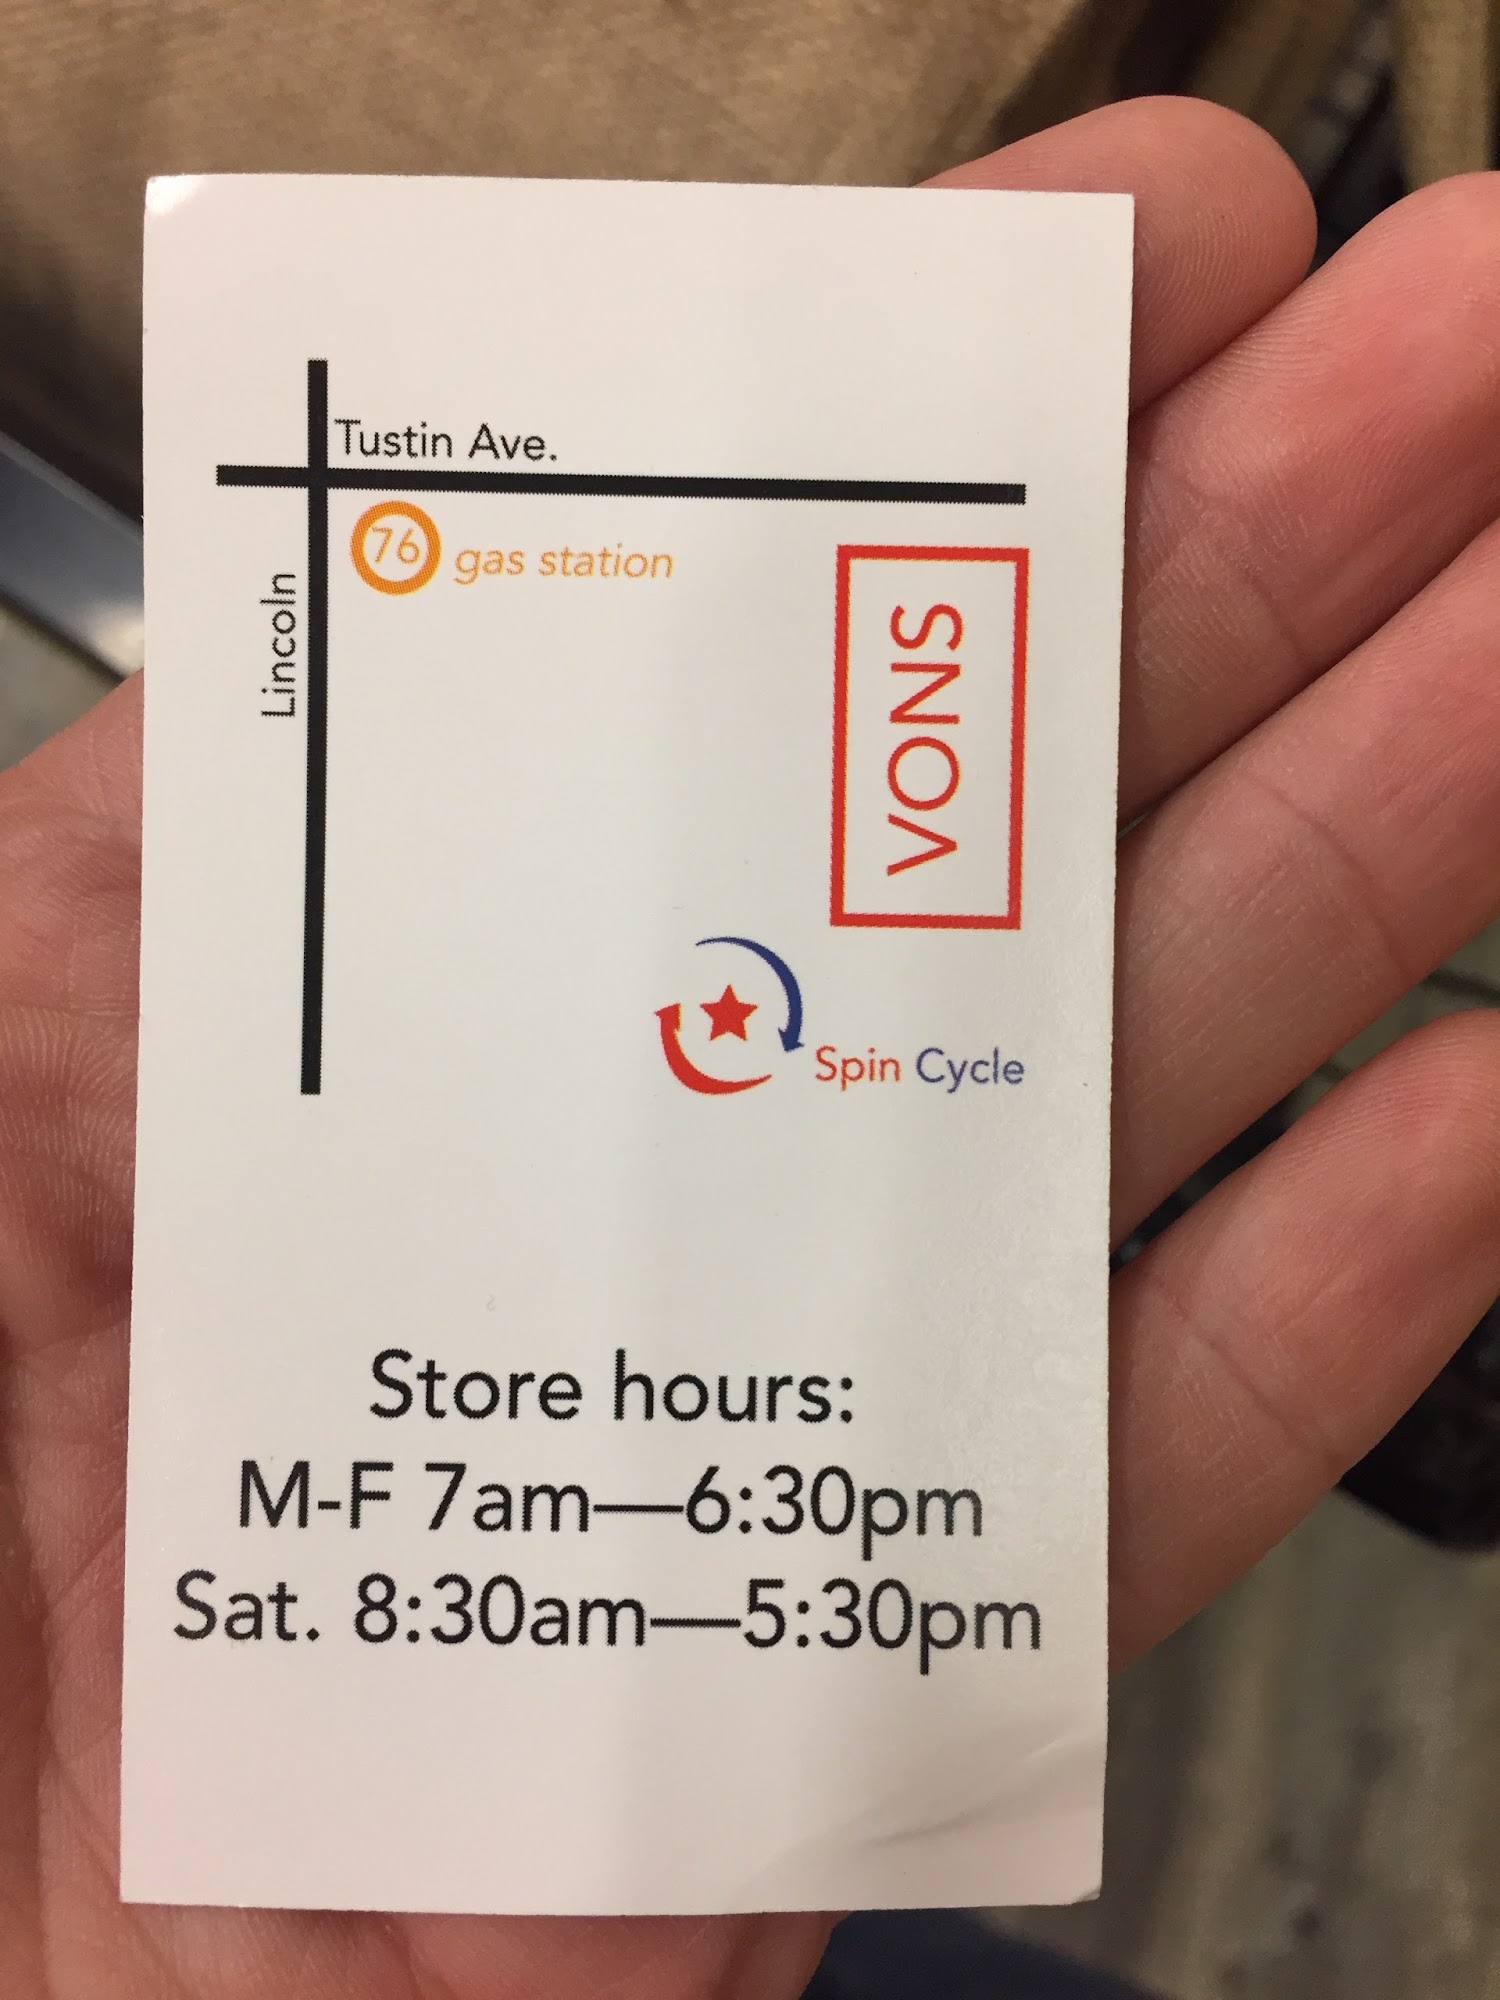 Tustin Ave.
76 gas station
Lincoln
VONS
Spin Cycle
Store hours:
M-F 7am—6:30pm
Sat. 8:30am—5:30pm